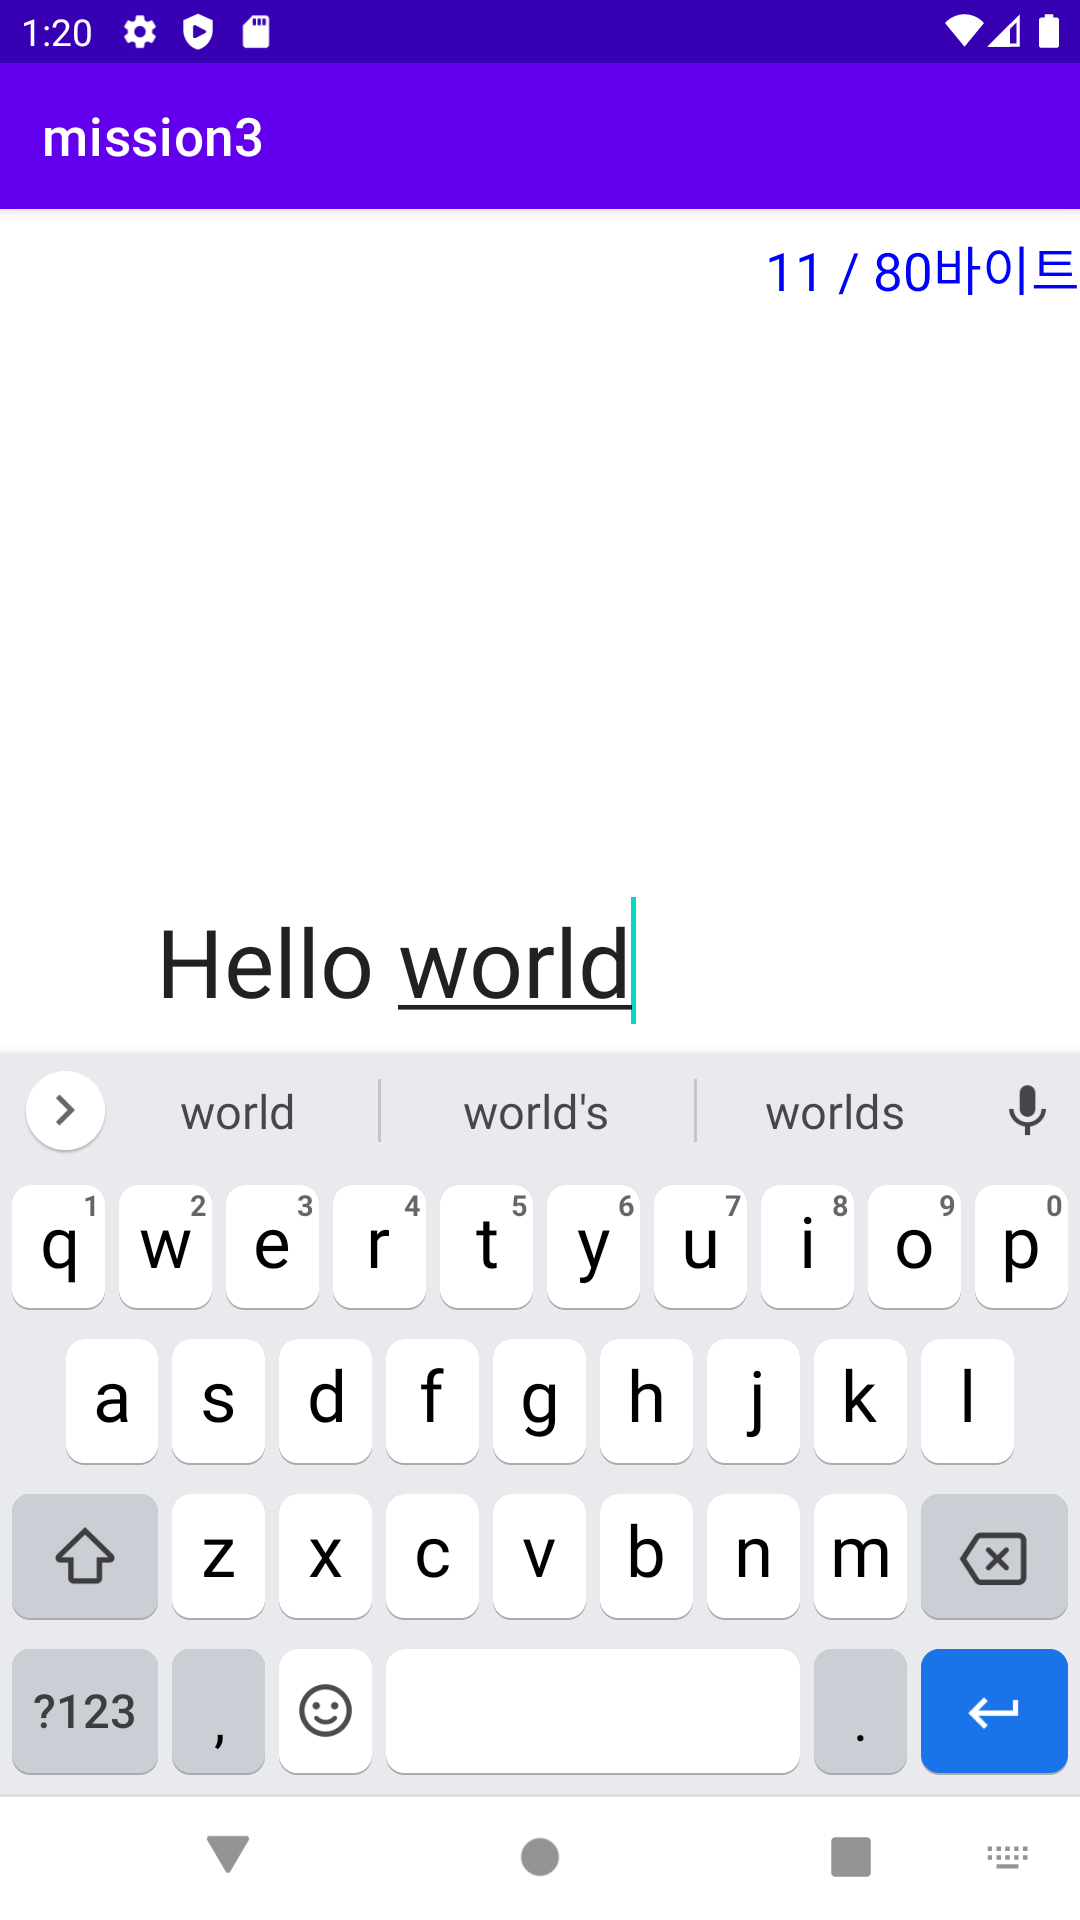 1:20
mission3
11 / 80바이트
Hello world
world world's worlds
1 2 3 4 5 6 7 8 9 0
q w e r t y u i o p
a s d f g h j k l
z x c v b n m
?123 , .